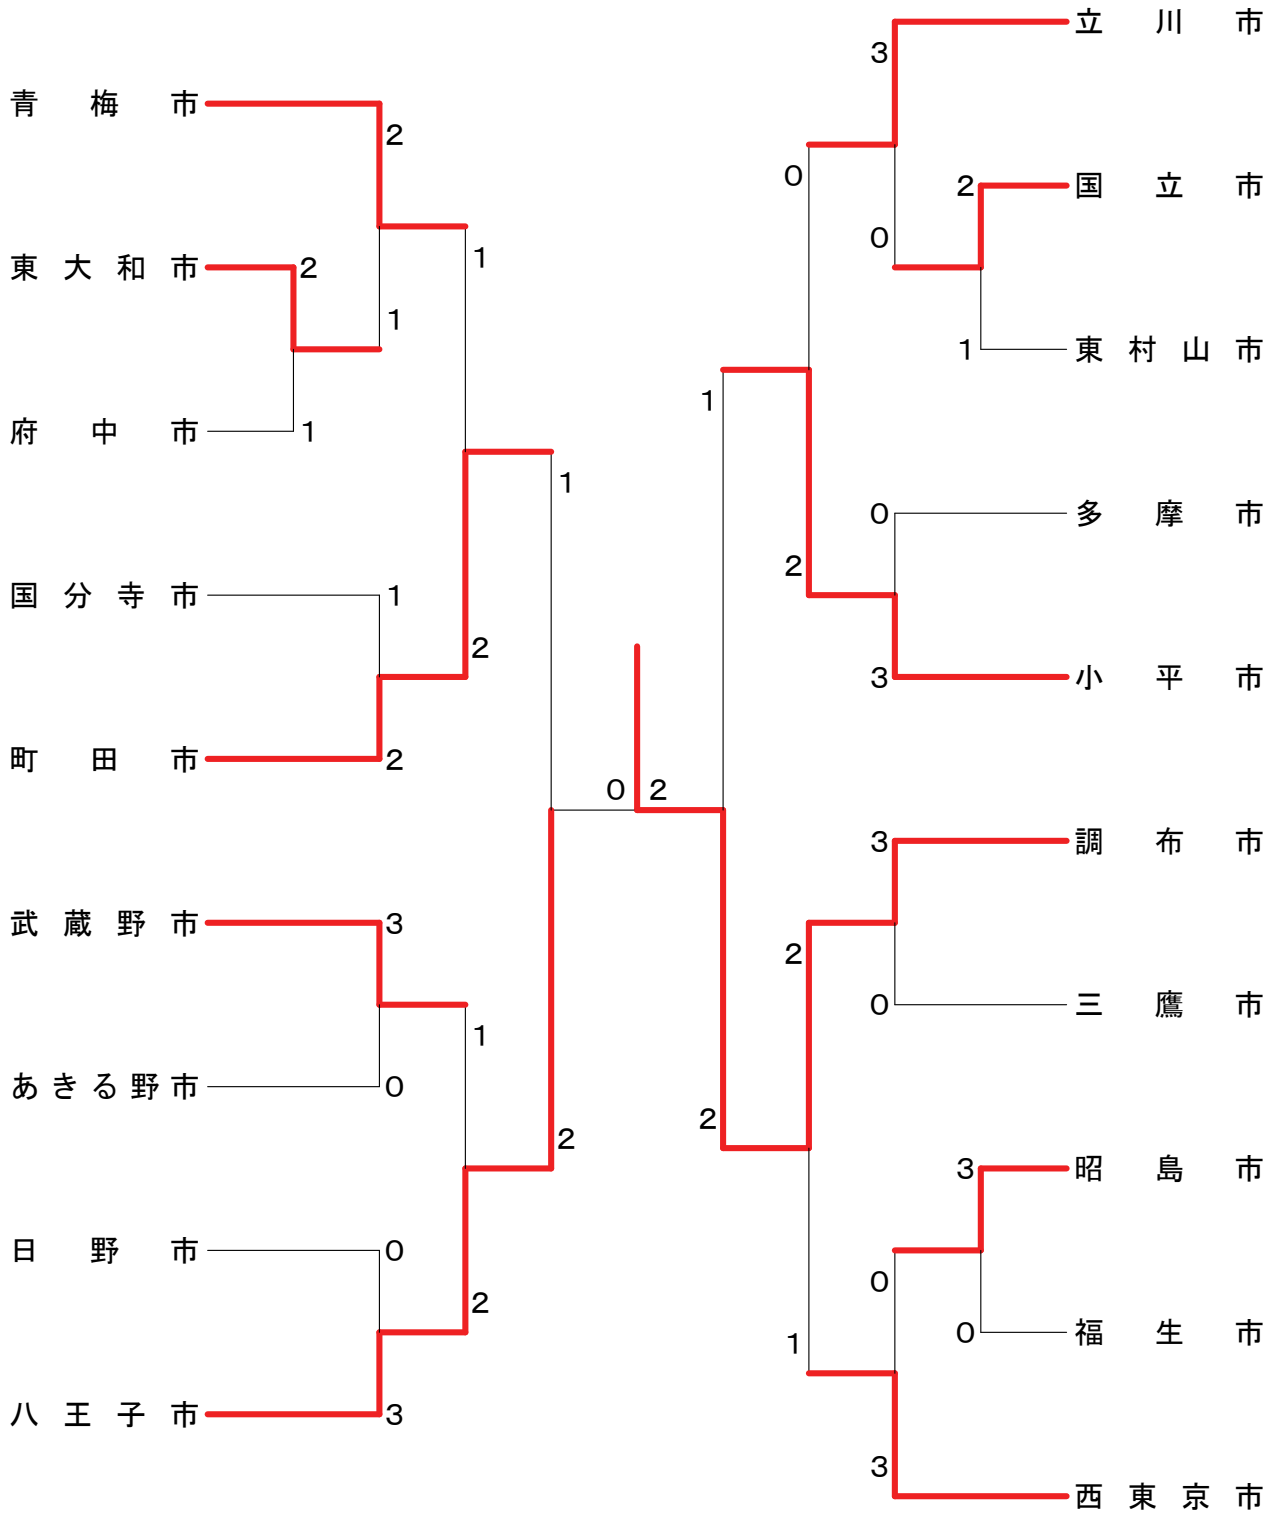 青梅市
2
東大和市
2
1
1
府中市
1
国分寺市
1
2
町田市
2
1
武蔵野市
3
1
あきる野市
0
2
日野市
0
2
八王子市
3
0 2
立川市
3
0
国立市
2
0
東村山市
1
1
多摩市
0
2
小平市
3
調布市
3
2
三鷹市
0
2
昭島市
3
0
福生市
0
1
西東京市
3